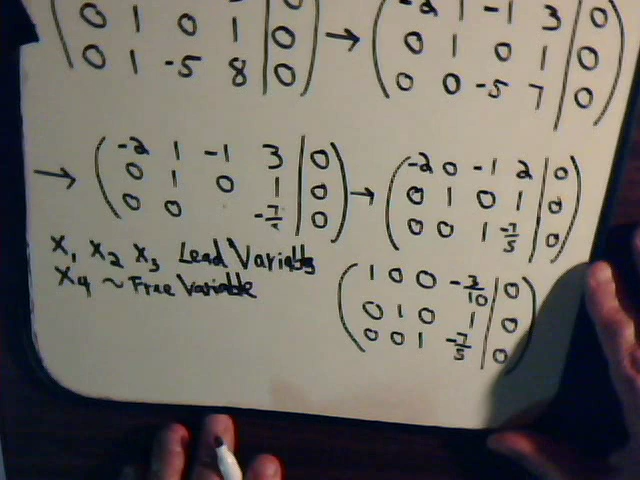 0 1 0 1 | 0
0 1 -5 8 | 0
→
-2 1 -1 3 | 0
0 1 0 1 | 0
0 0 -5 7 | 0
→
-2 1 -1 3 | 0
0 1 0 1 | 0
0 0 | 0
→
-2 0 -1 2 | 0
0 1 0 1 | 0
0 0 1 -7/5 | 0
X1 X2 X3 Lead Variables
X4 ~ Free Variable
1 0 0 -3/10 | 0
0 1 0 1 | 0
0 0 1 -7/5 | 0